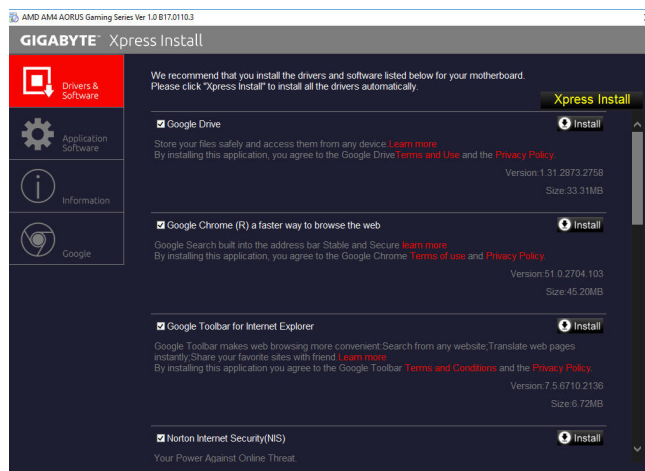 AMD AM4 AORUS Gaming Series Ver 1.0 B17.0110.3
GIGABYTE™ Xpress Install
Drivers &
Software
Application
Software
Information
Google
We recommend that you install the drivers and software listed below for your motherboard.
Please click "Xpress Install" to install all the drivers automatically.
Xpress Install
Google Drive
Install
Store your files safely and access them from any device.Learn more
By installing this application, you agree to the Google DriveTerms and Use and the Privacy Policy.
Version:1.31.2873.2758
Size:33.31MB
Google Chrome (R) a faster way to browse the web
Install
Google Search built into the address bar Stable and Secure learn more
By installing this application, you agree to the Google Chrome Terms of use and Privacy Policy.
Version:51.0.2704.103
Size:45.20MB
Google Toolbar for Internet Explorer
Install
Google Toolbar makes web browsing more convenient:Search from any website;Translate web pages
instantly;Share your favorite sites with friend.Learn more
By installing this application you agree to the Google Toolbar Terms and Conditions and the Privacy Policy.
Version:7.5.6710.2136
Size:6.72MB
Norton Internet Security(NIS)
Install
Your Power Against Online Threat.